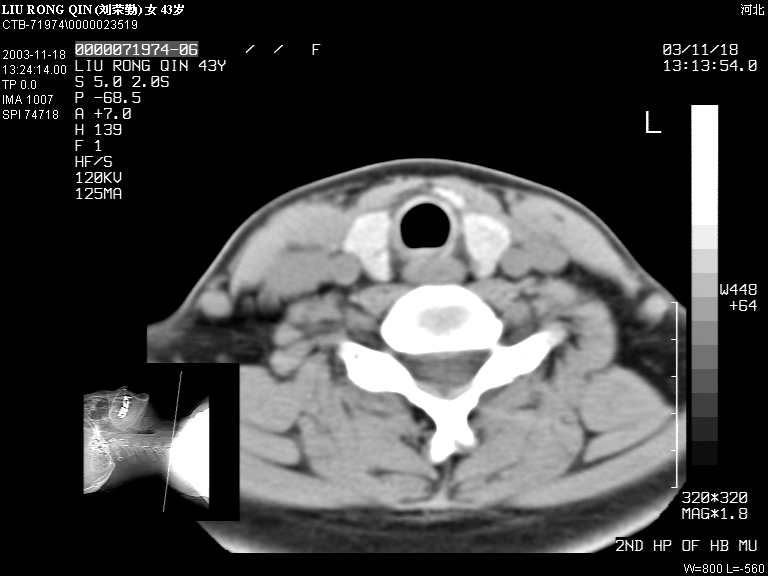 LIU RONG QIN (刘荣勤) 女 43岁
河北
CTB-71974\0000023519
2003-11-18
13:24:14.00
TP 0.0
IMA 1007
SPI 74718
0000071974-06 / / F
LIU RONG QIN 43Y
S 5.0 2.0S
P -68.5
A +7.0
H 139
F 1
HF/S
120KV
125MA
03/11/18
13:13:54.0
L
W448
+64
320*320
MAG*1.8
2ND HP OF HB MU
W=800 L=-560